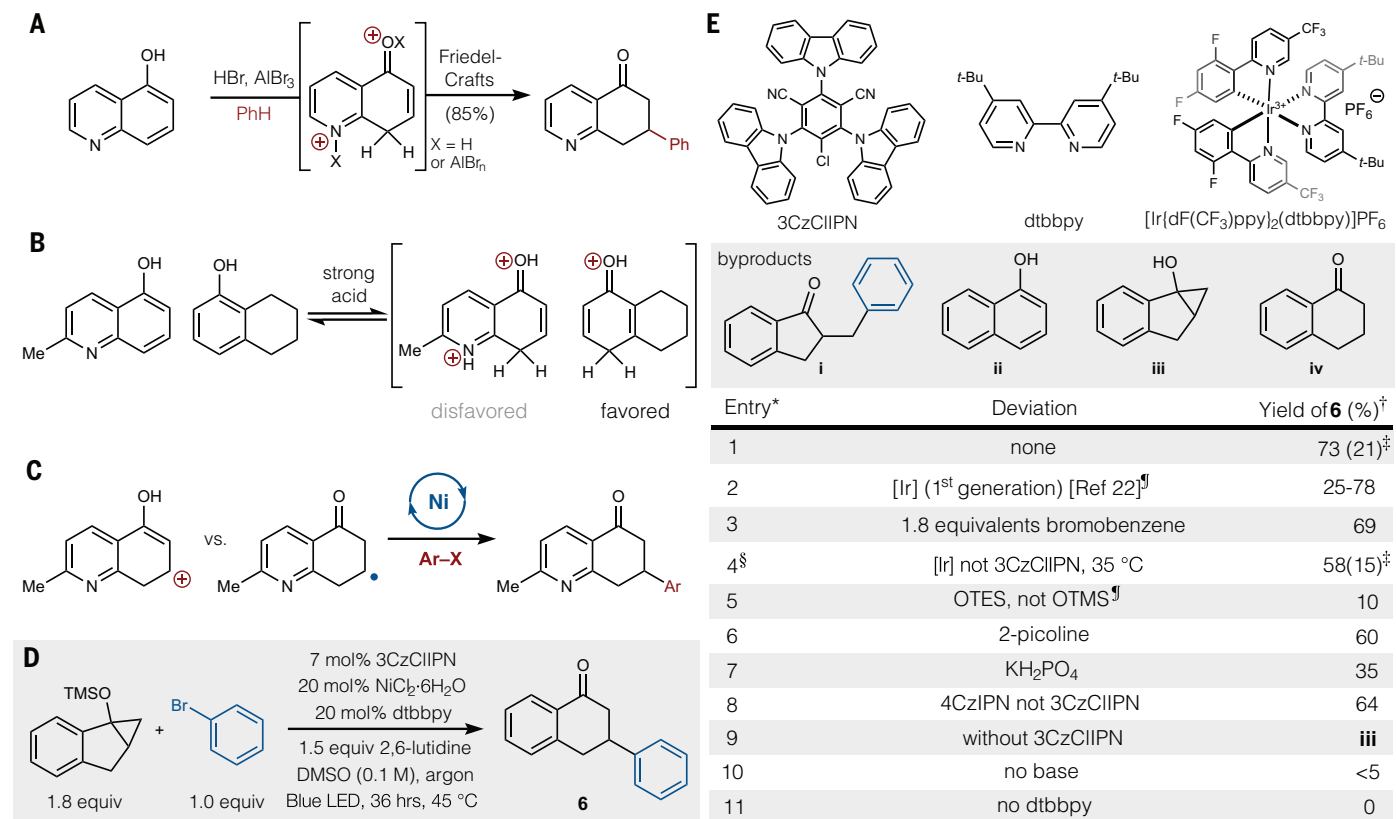 A
OH
N
HBr, AlBr3
PhH
⊕
OX
⊕
N
X
H H
X = H
or AlBrn
Friedel-
Crafts
(85%)
O
N
Ph
B
OH
Me
N
OH
strong
acid
⊕
OH
Me
⊕
N
H
H H
disfavored
⊕
OH
H H
favored
C
OH
Me
N
⊕
vs.
O
Me
N
•
Ni
Ar–X
O
Me
N
Ar
D
TMSO
1.8 equiv
+
Br
1.0 equiv
7 mol% 3CzClIPN
20 mol% NiCl2·6H2O
20 mol% dtbbpy
1.5 equiv 2,6-lutidine
DMSO (0.1 M), argon
Blue LED, 36 hrs, 45 °C
O
6
E
N
NC CN
N N
Cl
3CzClIPN
t-Bu t-Bu
N N
dtbbpy
CF3
F
N
t-Bu
F
N
Ir3+
PF6 ⊖
F
N
N
t-Bu
F
CF3
[Ir{dF(CF3)ppy}2(dtbbpy)]PF6
byproducts
O
i
OH
ii
HO
iii
O
iv
Entry* Deviation Yield of 6 (%)†
1 none 73 (21)‡
2 [Ir] (1st generation) [Ref 22]¶ 25-78
3 1.8 equivalents bromobenzene 69
4§ [Ir] not 3CzClIPN, 35 °C 58(15)‡
5 OTES, not OTMS¶ 10
6 2-picoline 60
7 KH2PO4 35
8 4CzIPN not 3CzClIPN 64
9 without 3CzClIPN iii
10 no base <5
11 no dtbbpy 0